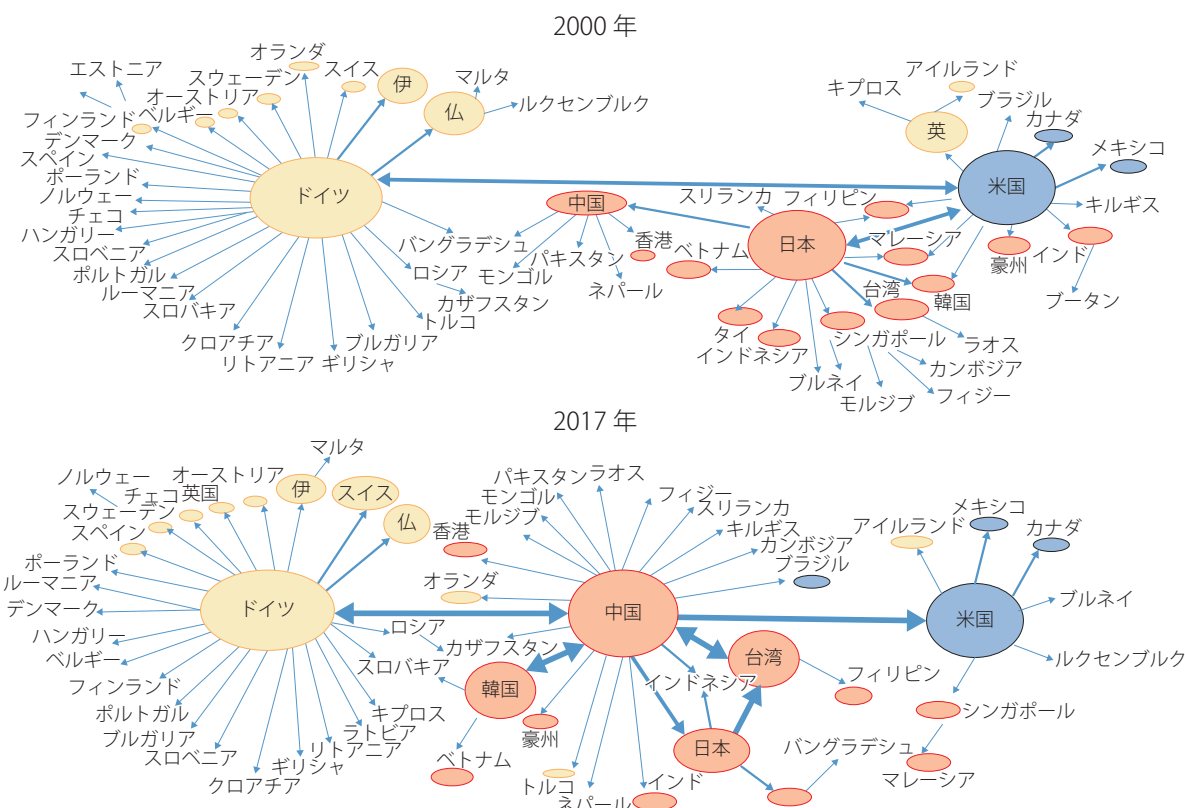 2000 年
オランダ
スイス
伊
エストニア
スウェーデン
オーストリア
マルタ
仏
ルクセンブルク
フィンランド
ベルギー
デンマーク
スペイン
ポーランド
ノルウェー
チェコ
ハンガリー
スロベニア
ポルトガル
ルーマニア
スロバキア
クロアチア
リトアニア
ギリシャ
ブルガリア
トルコ
カザフスタン
ロシア
ドイツ
バングラデシュ
モンゴル
パキスタン
ネパール
香港
中国
スリランカ
フィリピン
日本
ベトナム
マレーシア
台湾
韓国
タイ
インドネシア
シンガポール
ブルネイ
モルジブ
ラオス
カンボジア
フィジー
キプロス
アイルランド
英
ブラジル
カナダ
メキシコ
米国
キルギス
豪州
インド
ブータン
2017 年
マルタ
ノルウェー
オーストリア
伊
スイス
仏
チェコ
英国
スウェーデン
スペイン
ポーランド
ルーマニア
デンマーク
ハンガリー
ベルギー
フィンランド
ポルトガル
ブルガリア
スロベニア
クロアチア
ギリシャ
リトアニア
ラトビア
キプロス
ドイツ
ロシア
スロバキア
カザフスタン
パキスタン
ラオス
モンゴル
モルジブ
フィジー
スリランカ
キルギス
カンボジア
ブラジル
香港
オランダ
中国
韓国
台湾
インドネシア
フィリピン
豪州
日本
ベトナム
トルコ
ネパール
インド
バングラデシュ
アイルランド
メキシコ
カナダ
米国
ブルネイ
ルクセンブルク
シンガポール
マレーシア